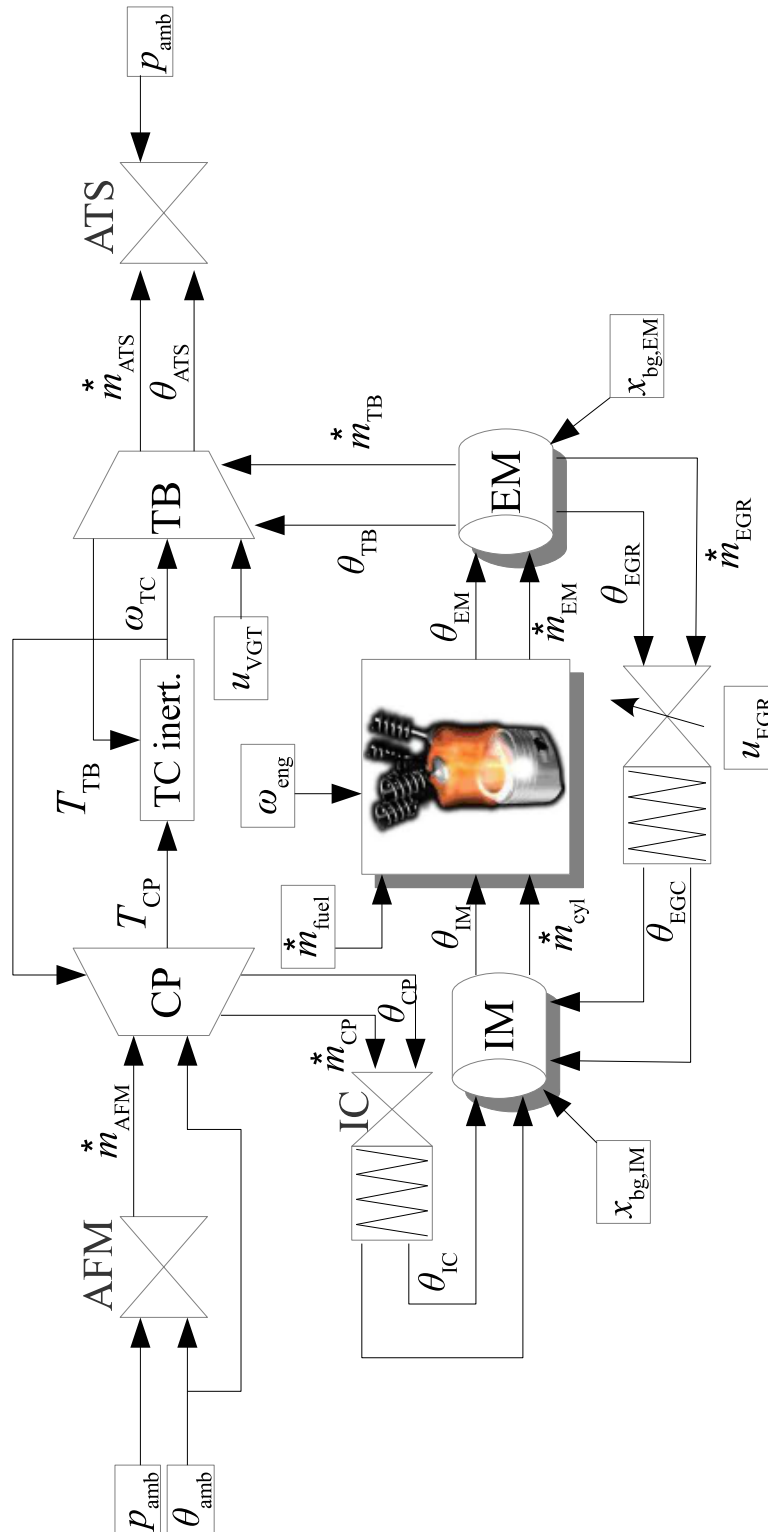 p_amb
θ_amb
AFM
*m_AFM
CP
T_CP
TC inert.
T_TB
ω_TC
TB
*m_ATS
θ_ATS
ATS
p_amb
u_VGT
IC
*m_CP
θ_CP
*m_fuel
ω_eng
θ_TB
*m_TB
θ_IC
IM
θ_IM
*m_cyl
θ_EM
*m_EM
EM
x_bg,IM
x_bg,EM
θ_EGC
u_EGR
θ_EGR
*m_EGR